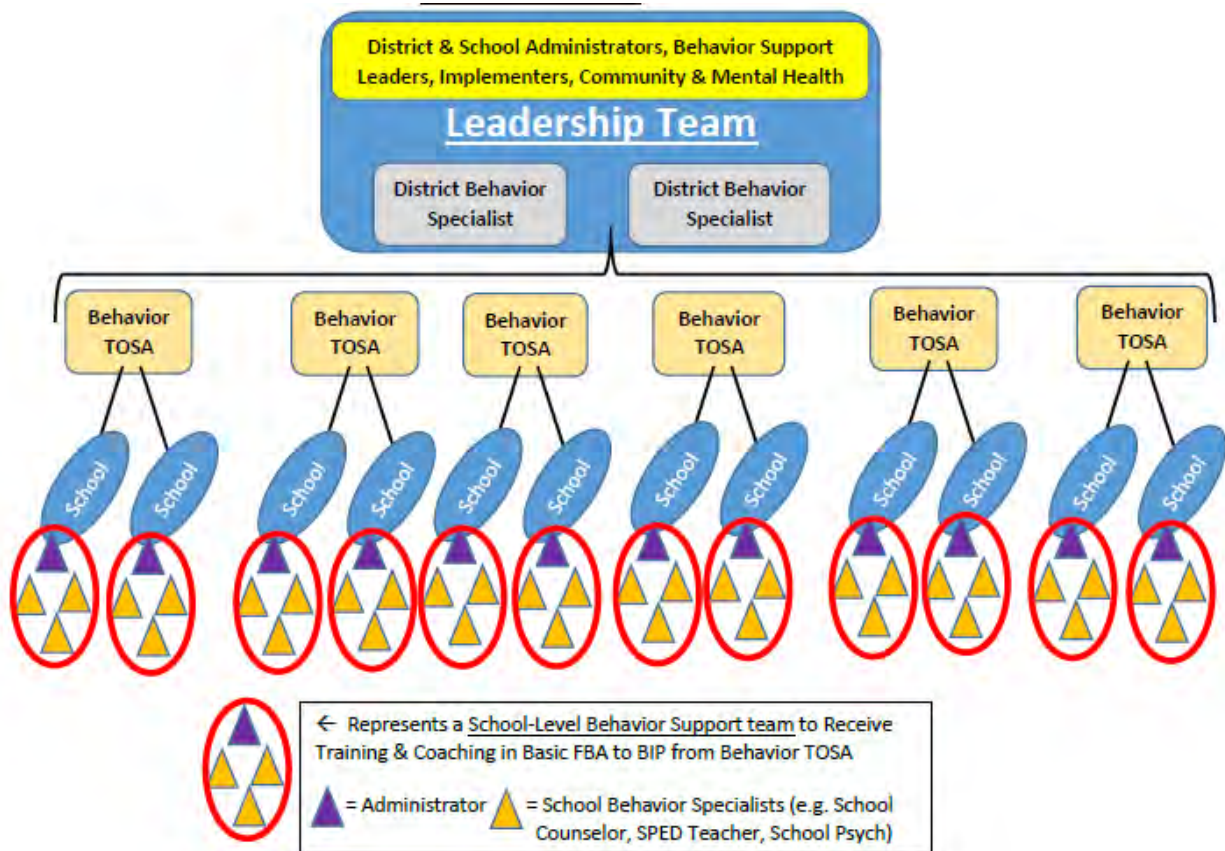 District & School Administrators, Behavior Support
Leaders, Implementers, Community & Mental Health
Leadership Team
District Behavior
Specialist
District Behavior
Specialist
Behavior
TOSA
Behavior
TOSA
Behavior
TOSA
Behavior
TOSA
Behavior
TOSA
Behavior
TOSA
School
School
School
School
School
School
School
School
School
School
School
School
← Represents a School-Level Behavior Support team to Receive
Training & Coaching in Basic FBA to BIP from Behavior TOSA
= Administrator
= School Behavior Specialists (e.g. School
Counselor, SPED Teacher, School Psych)